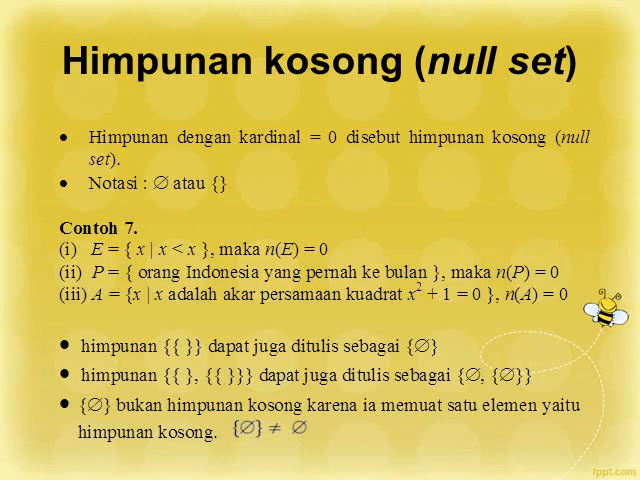 Himpunan kosong (null set)
• Himpunan dengan kardinal = 0 disebut himpunan kosong (null
set).
• Notasi : ∅ atau {}
Contoh 7.
(i) E = { x | x < x }, maka n(E) = 0
(ii) P = { orang Indonesia yang pernah ke bulan }, maka n(P) = 0
(iii) A = {x | x adalah akar persamaan kuadrat x² + 1 = 0 }, n(A) = 0
• himpunan {{ }} dapat juga ditulis sebagai {∅}
• himpunan {{ }, {{ }}} dapat juga ditulis sebagai {∅, {∅}}
• {∅} bukan himpunan kosong karena ia memuat satu elemen yaitu
himpunan kosong. {∅} ≠ ∅
fppt.com